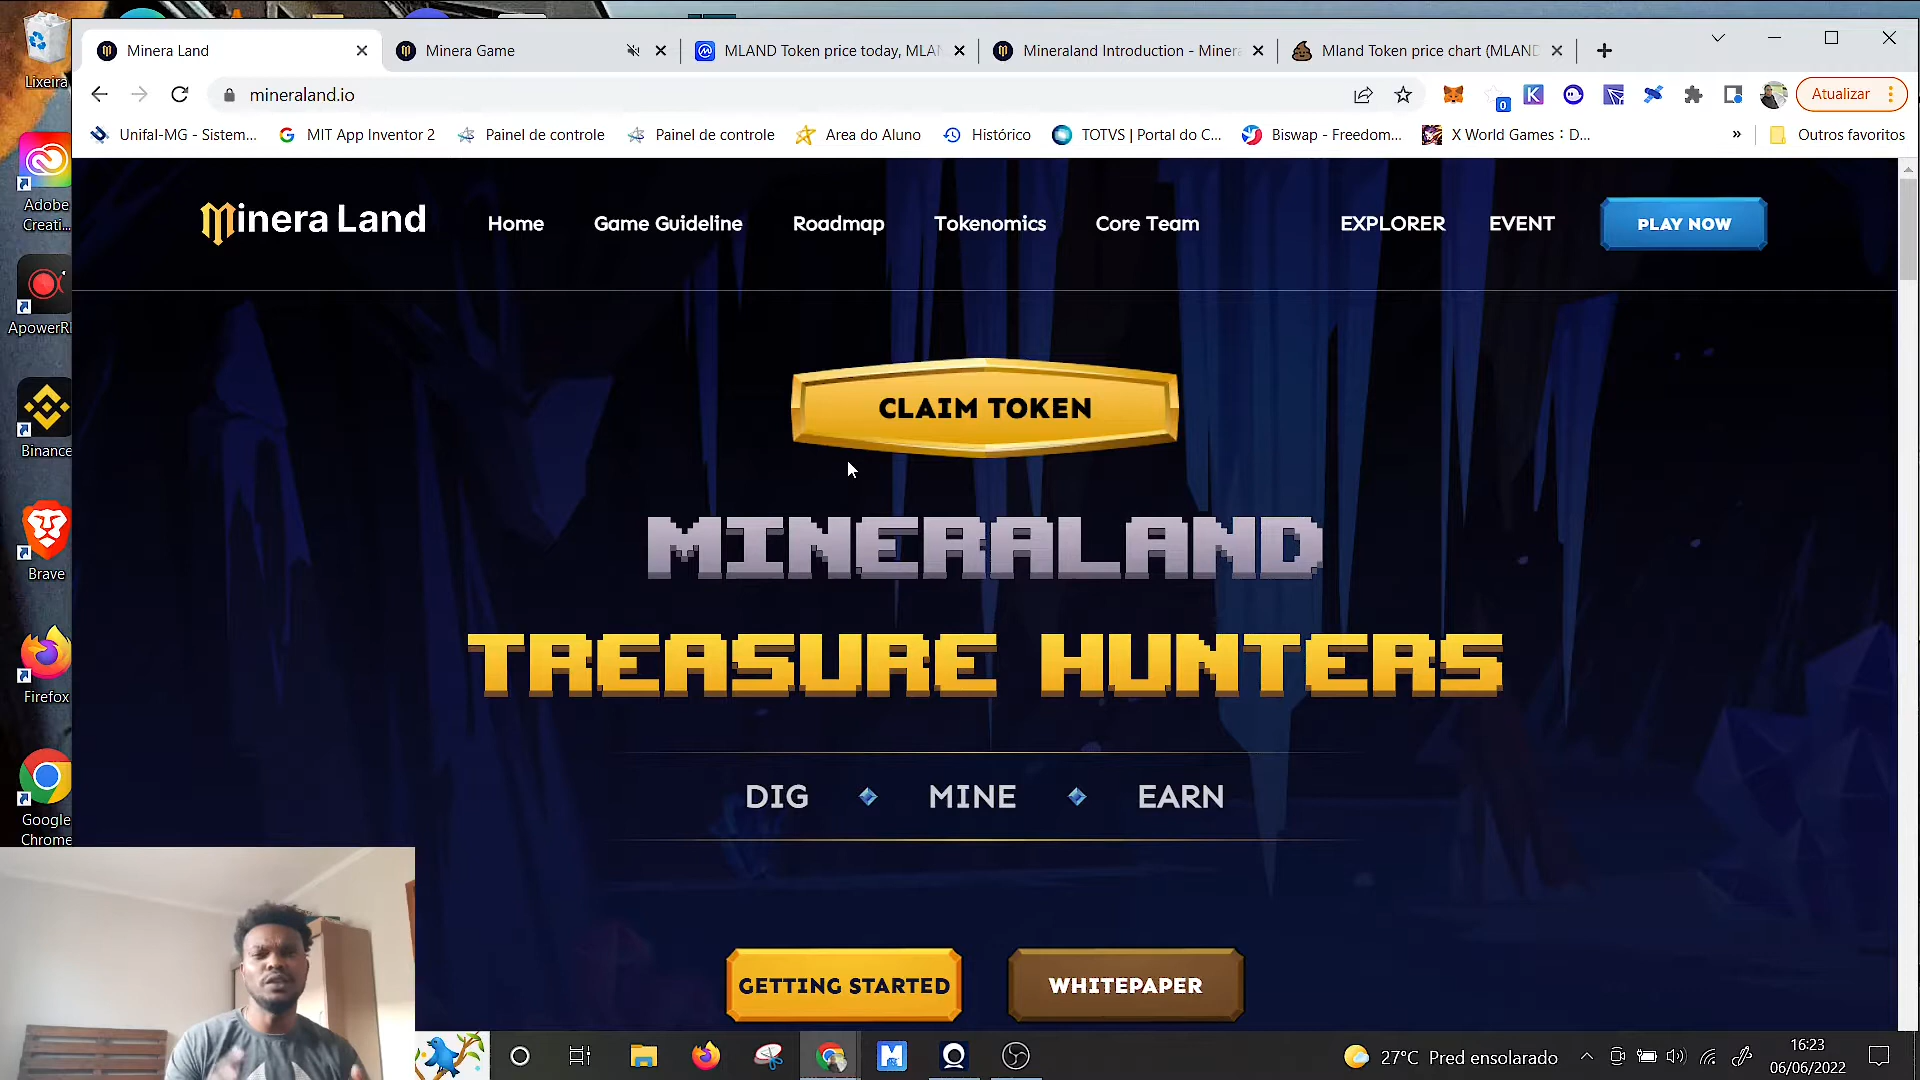 Lixeira
Adobe
Creati...
ApowerR
Binance
Brave
Firefox
Google
Chrome
Minera Land
Minera Game
MLAND Token price today, MLAN
Mineraland Introduction - Miner
Mland Token price chart (MLAND
mineraland.io
0
K
Atualizar
Unifal-MG - Sistem...
MIT App Inventor 2
Painel de controle
Painel de controle
Area do Aluno
Histórico
TOTVS | Portal do C...
Biswap - Freedom...
X World Games : D...
»
Outros favoritos
Minera Land
Home
Game Guideline
Roadmap
Tokenomics
Core Team
EXPLORER
EVENT
PLAY NOW
CLAIM TOKEN
MINERALAND
TREASURE HUNTERS
DIG
MINE
EARN
GETTING STARTED
WHITEPAPER
27°C Pred ensolarado
16:23
06/06/2022